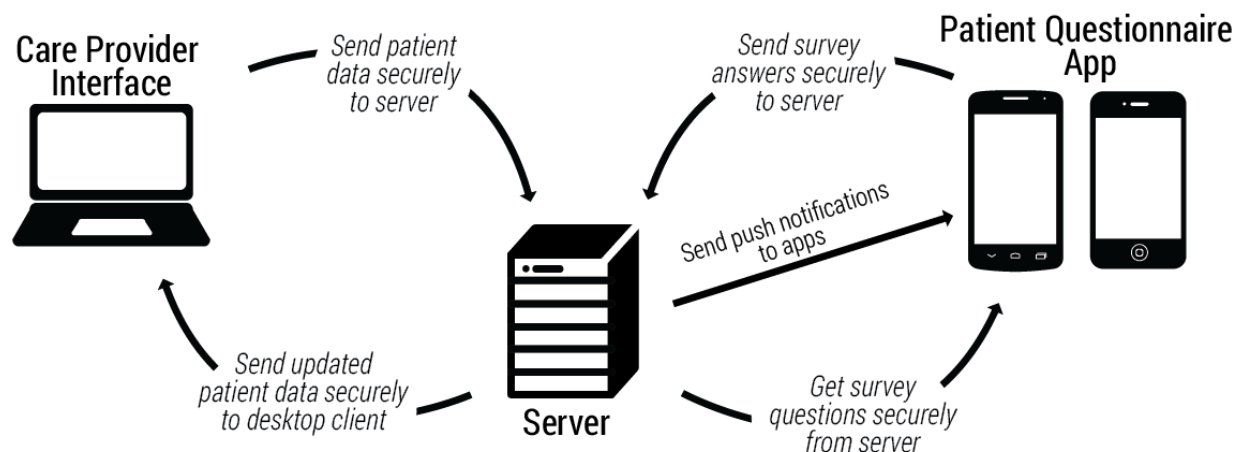 Care Provider
Interface
Send patient
data securely
to server
Send survey
answers securely
to server
Patient Questionnaire
App
Send push notifications
to apps
Send updated
patient data securely
to desktop client
Server
Get survey
questions securely
from server